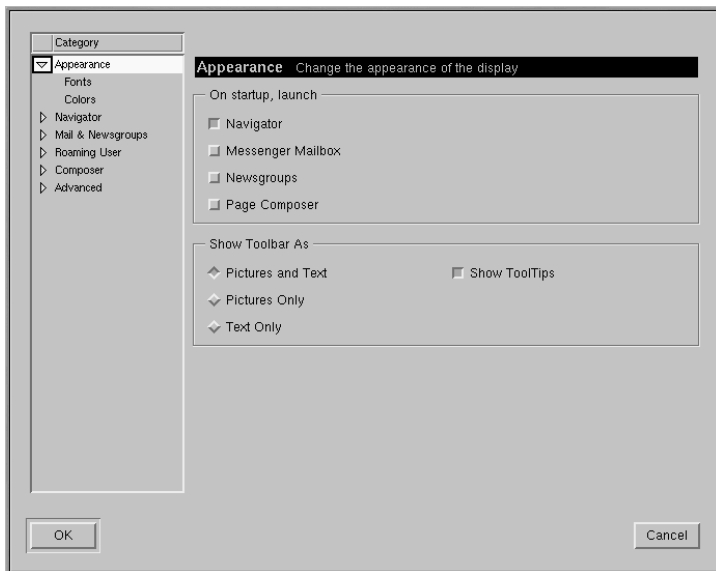 Category
Appearance
Fonts
Colors
Navigator
Mail & Newsgroups
Roaming User
Composer
Advanced
Appearance Change the appearance of the display
On startup, launch
Navigator
Messenger Mailbox
Newsgroups
Page Composer
Show Toolbar As
Pictures and Text Show ToolTips
Pictures Only
Text Only
OK Cancel